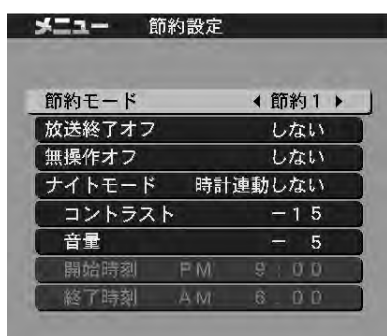 メニュー 節約設定
節約モード ◀ 節約1 ▶
放送終了オフ しない
無操作オフ しない
ナイトモード 時計連動しない
コントラスト －15
音量 － 5
開始時刻 PM 9:00
終了時刻 AM 6:00